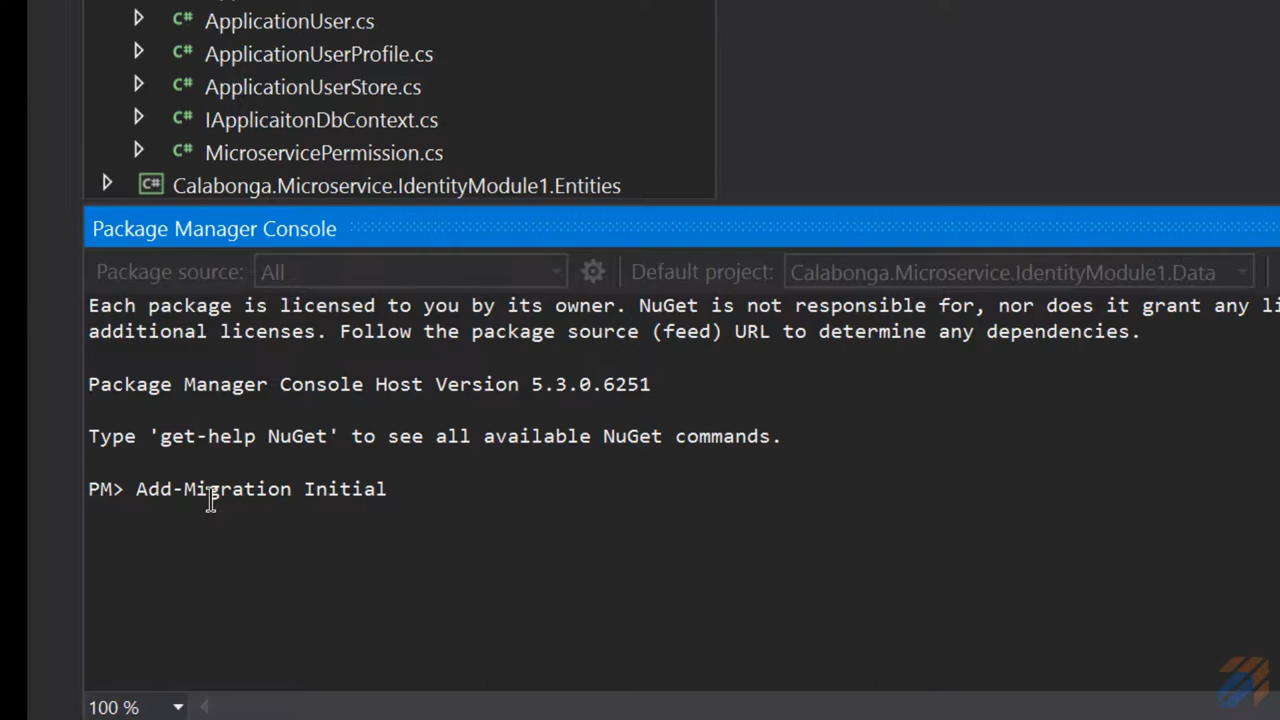 ApplicationUser.cs
ApplicationUserProfile.cs
ApplicationUserStore.cs
IApplicaitonDbContext.cs
MicroservicePermission.cs
Calabonga.Microservice.IdentityModule1.Entities
Package Manager Console
Package source: All Default project: Calabonga.Microservice.IdentityModule1.Data
Each package is licensed to you by its owner. NuGet is not responsible for, nor does it grant any
additional licenses. Follow the package source (feed) URL to determine any dependencies.
Package Manager Console Host Version 5.3.0.6251
Type 'get-help NuGet' to see all available NuGet commands.
PM> Add-Migration Initial
100 %